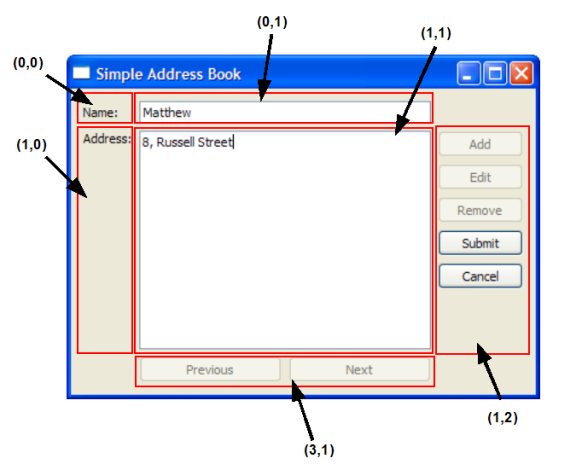 (0,1)
(1,1)
(0,0)
Simple Address Book
Name:
Matthew
(1,0)
Address:
8, Russell Street
Add
Edit
Remove
Submit
Cancel
Previous
Next
(1,2)
(3,1)